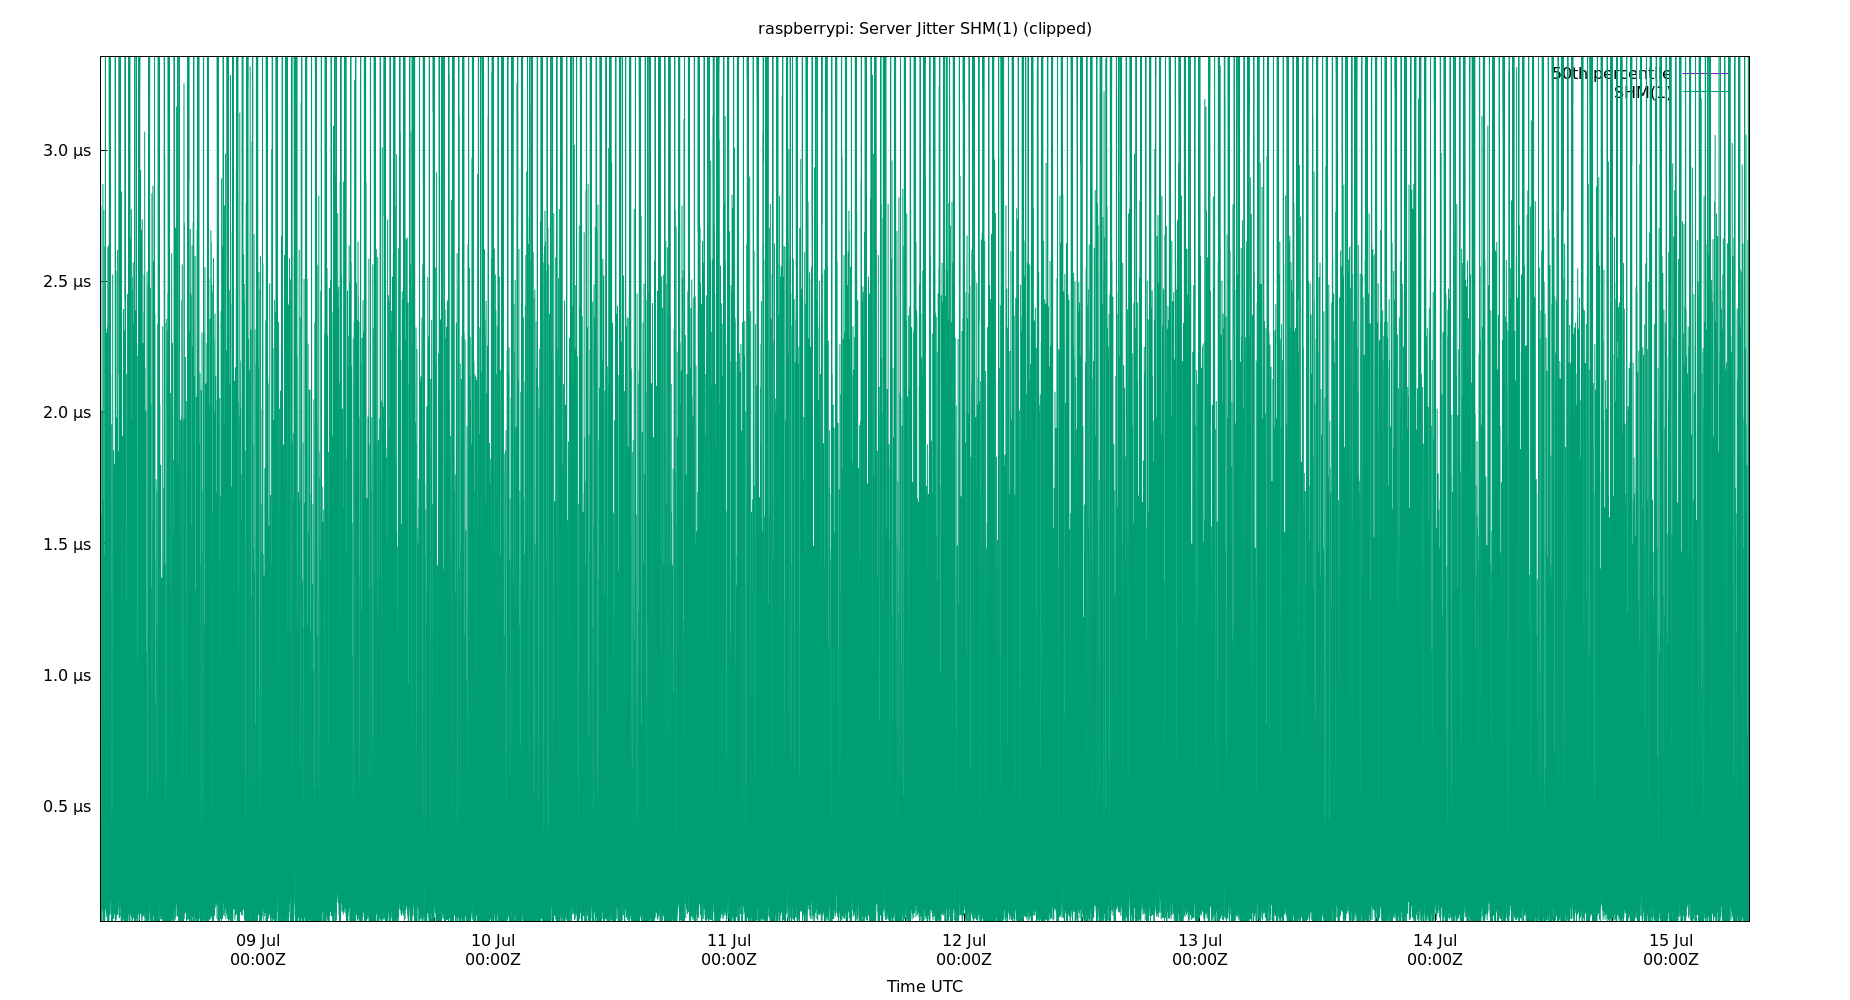 raspberrypi: Server Jitter SHM(1) (clipped)
50th percentile
SHM(1)
3.0 µs
2.5 µs
2.0 µs
1.5 µs
1.0 µs
0.5 µs
09 Jul 10 Jul 11 Jul 12 Jul 13 Jul 14 Jul 15 Jul
00:00Z 00:00Z 00:00Z 00:00Z 00:00Z 00:00Z 00:00Z
Time UTC